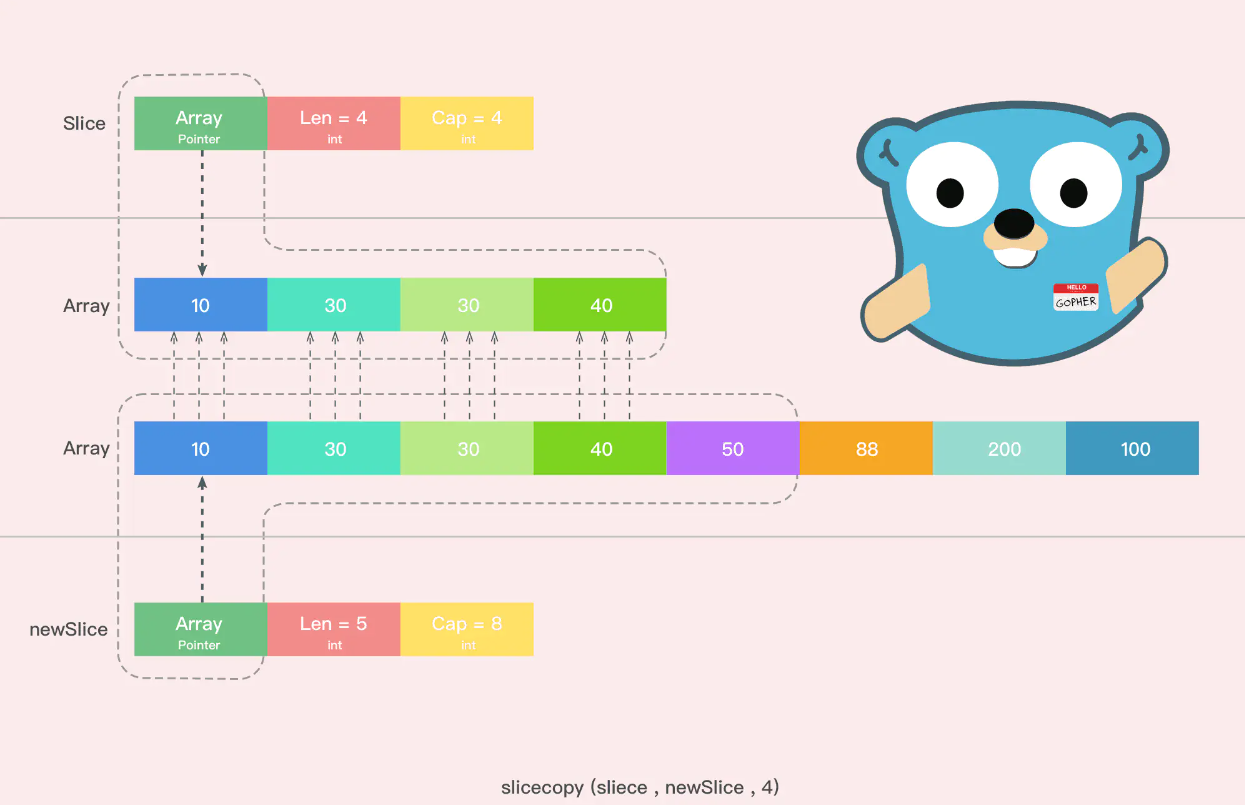 Slice
Array
Pointer
Len = 4
int
Cap = 4
int
Array
10
30
30
40
HELLO
GOPHER
Array
10
30
30
40
50
88
200
100
newSlice
Array
Pointer
Len = 5
int
Cap = 8
int
slicecopy (sliece , newSlice , 4)